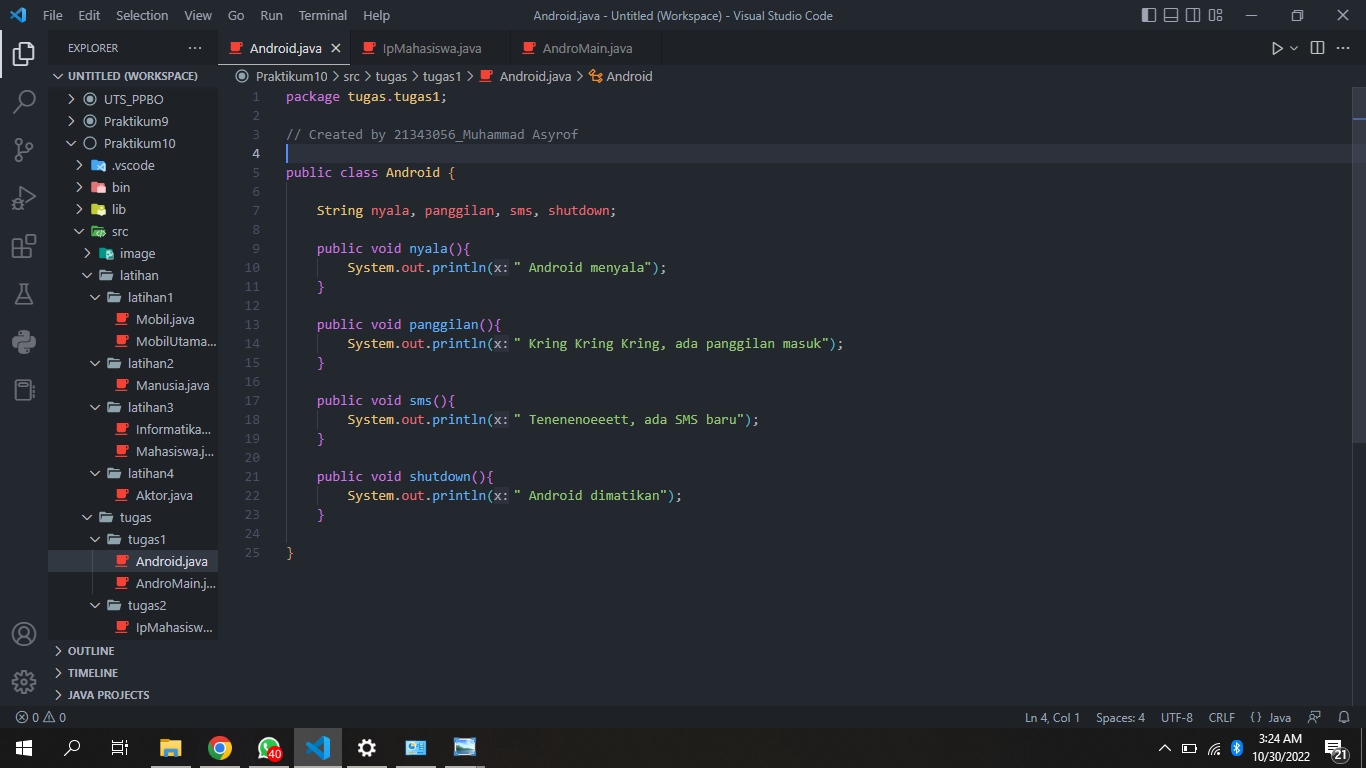 File Edit Selection View Go Run Terminal Help
Android.java - Untitled (Workspace) - Visual Studio Code
EXPLORER
UNTITLED (WORKSPACE)
UTS_PPBO
Praktikum9
Praktikum10
.vscode
bin
lib
src
image
latihan
latihan1
Mobil.java
MobilUtama...
latihan2
Manusia.java
latihan3
Informatika...
Mahasiswa.j...
latihan4
Aktor.java
tugas
tugas1
Android.java
AndroMain.j...
tugas2
IpMahasisw...
OUTLINE
TIMELINE
JAVA PROJECTS
Android.java IpMahasiswa.java AndroMain.java
Praktikum10 > src > tugas > tugas1 > Android.java > Android
1 package tugas.tugas1;
2
3 // Created by 21343056_Muhammad Asyrof
4
5 public class Android {
6
7 String nyala, panggilan, sms, shutdown;
8
9 public void nyala(){
10 System.out.println(x: " Android menyala");
11 }
12
13 public void panggilan(){
14 System.out.println(x: " Kring Kring Kring, ada panggilan masuk");
15 }
16
17 public void sms(){
18 System.out.println(x: " Tenenenoeeett, ada SMS baru");
19 }
20
21 public void shutdown(){
22 System.out.println(x: " Android dimatikan");
23 }
24
25 }
0 0
Ln 4, Col 1 Spaces: 4 UTF-8 CRLF {} Java
40
3:24 AM
10/30/2022
21